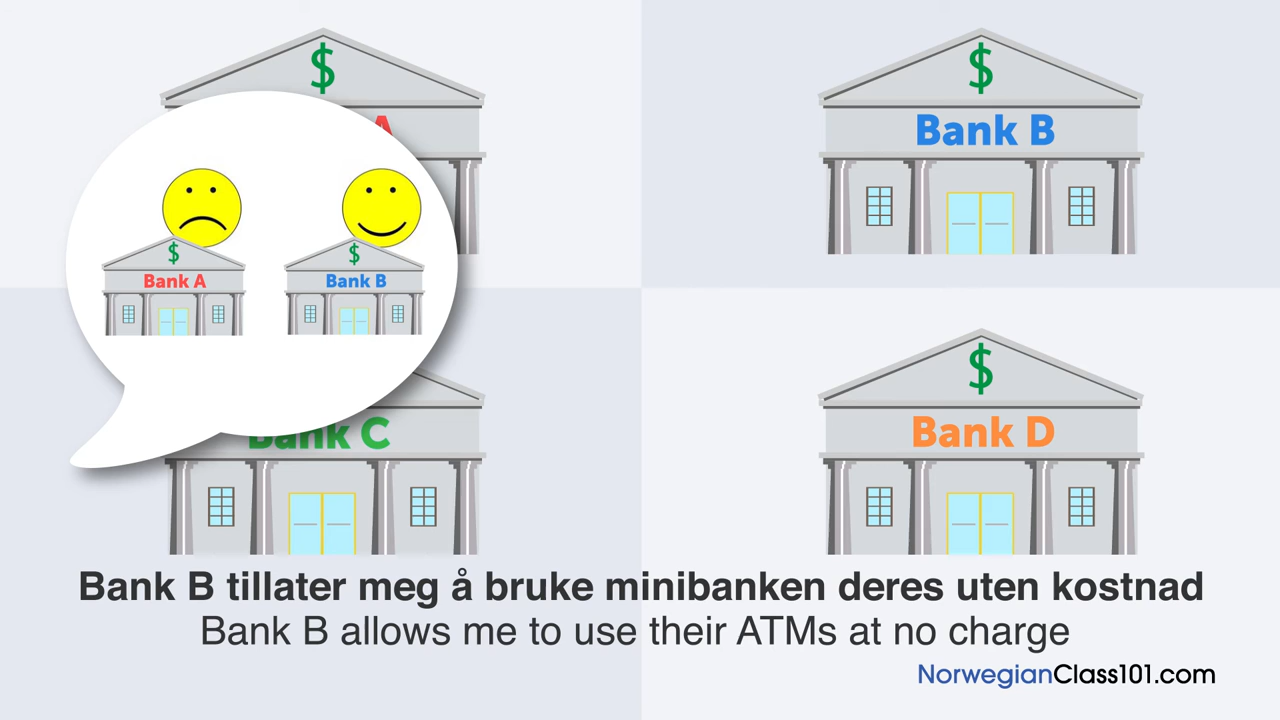 $
A
$
Bank B
$
Bank A
$
Bank B
Bank C
$
Bank D
Bank B tillater meg å bruke minibanken deres uten kostnad
Bank B allows me to use their ATMs at no charge
NorwegianClass101.com